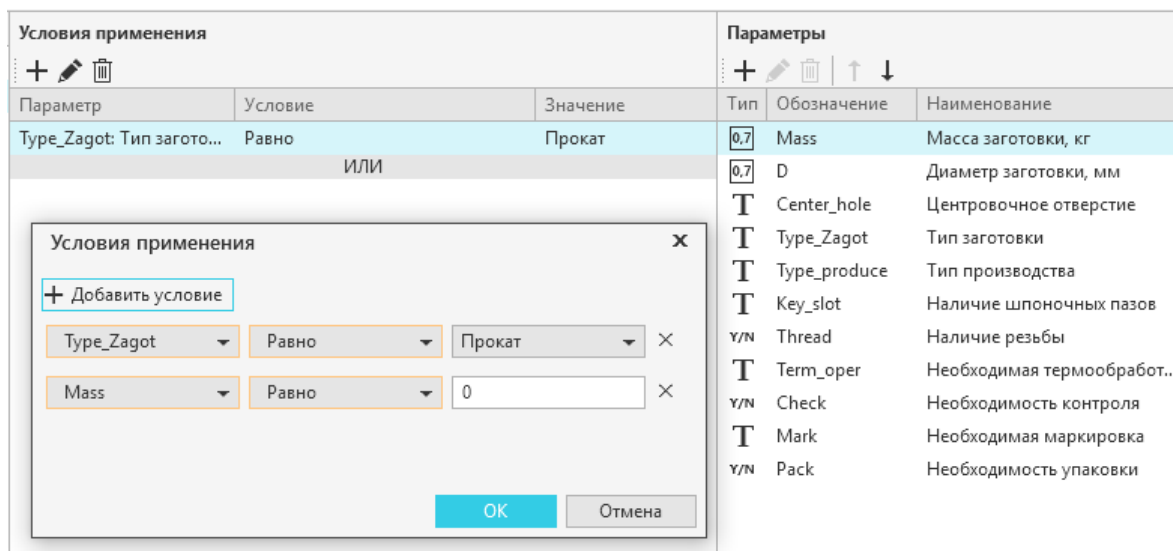 Условия применения
Параметр Условие Значение
Type_Zagot: Тип загото... Равно Прокат
ИЛИ
Условия применения x
+ Добавить условие
Type_Zagot Равно Прокат
Mass Равно 0
ОК Отмена
Параметры
Тип Обозначение Наименование
0,7 Mass Масса заготовки, кг
0,7 D Диаметр заготовки, мм
T Center_hole Центровочное отверстие
T Type_Zagot Тип заготовки
T Type_produce Тип производства
T Key_slot Наличие шпоночных пазов
Y/N Thread Наличие резьбы
T Term_oper Необходимая термообработ..
Y/N Check Необходимость контроля
T Mark Необходимая маркировка
Y/N Pack Необходимость упаковки